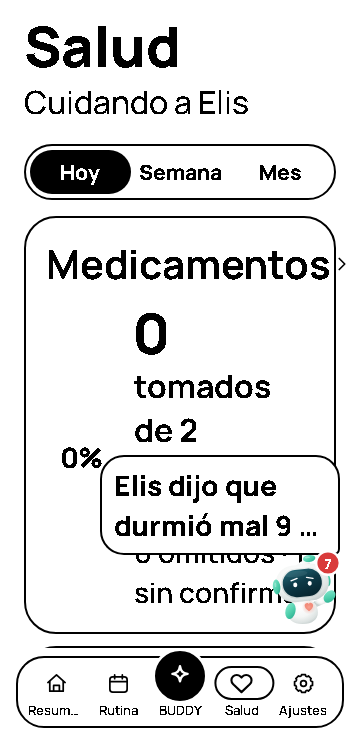 Salud
Cuidando a Elis
Hoy Semana Mes
Medicamentos
0
tomados
de 2
0%
Elis dijo que
durmió mal 9 ...
0 omitidos ·
sin confirm
7
Resum... Rutina BUDDY Salud Ajustes